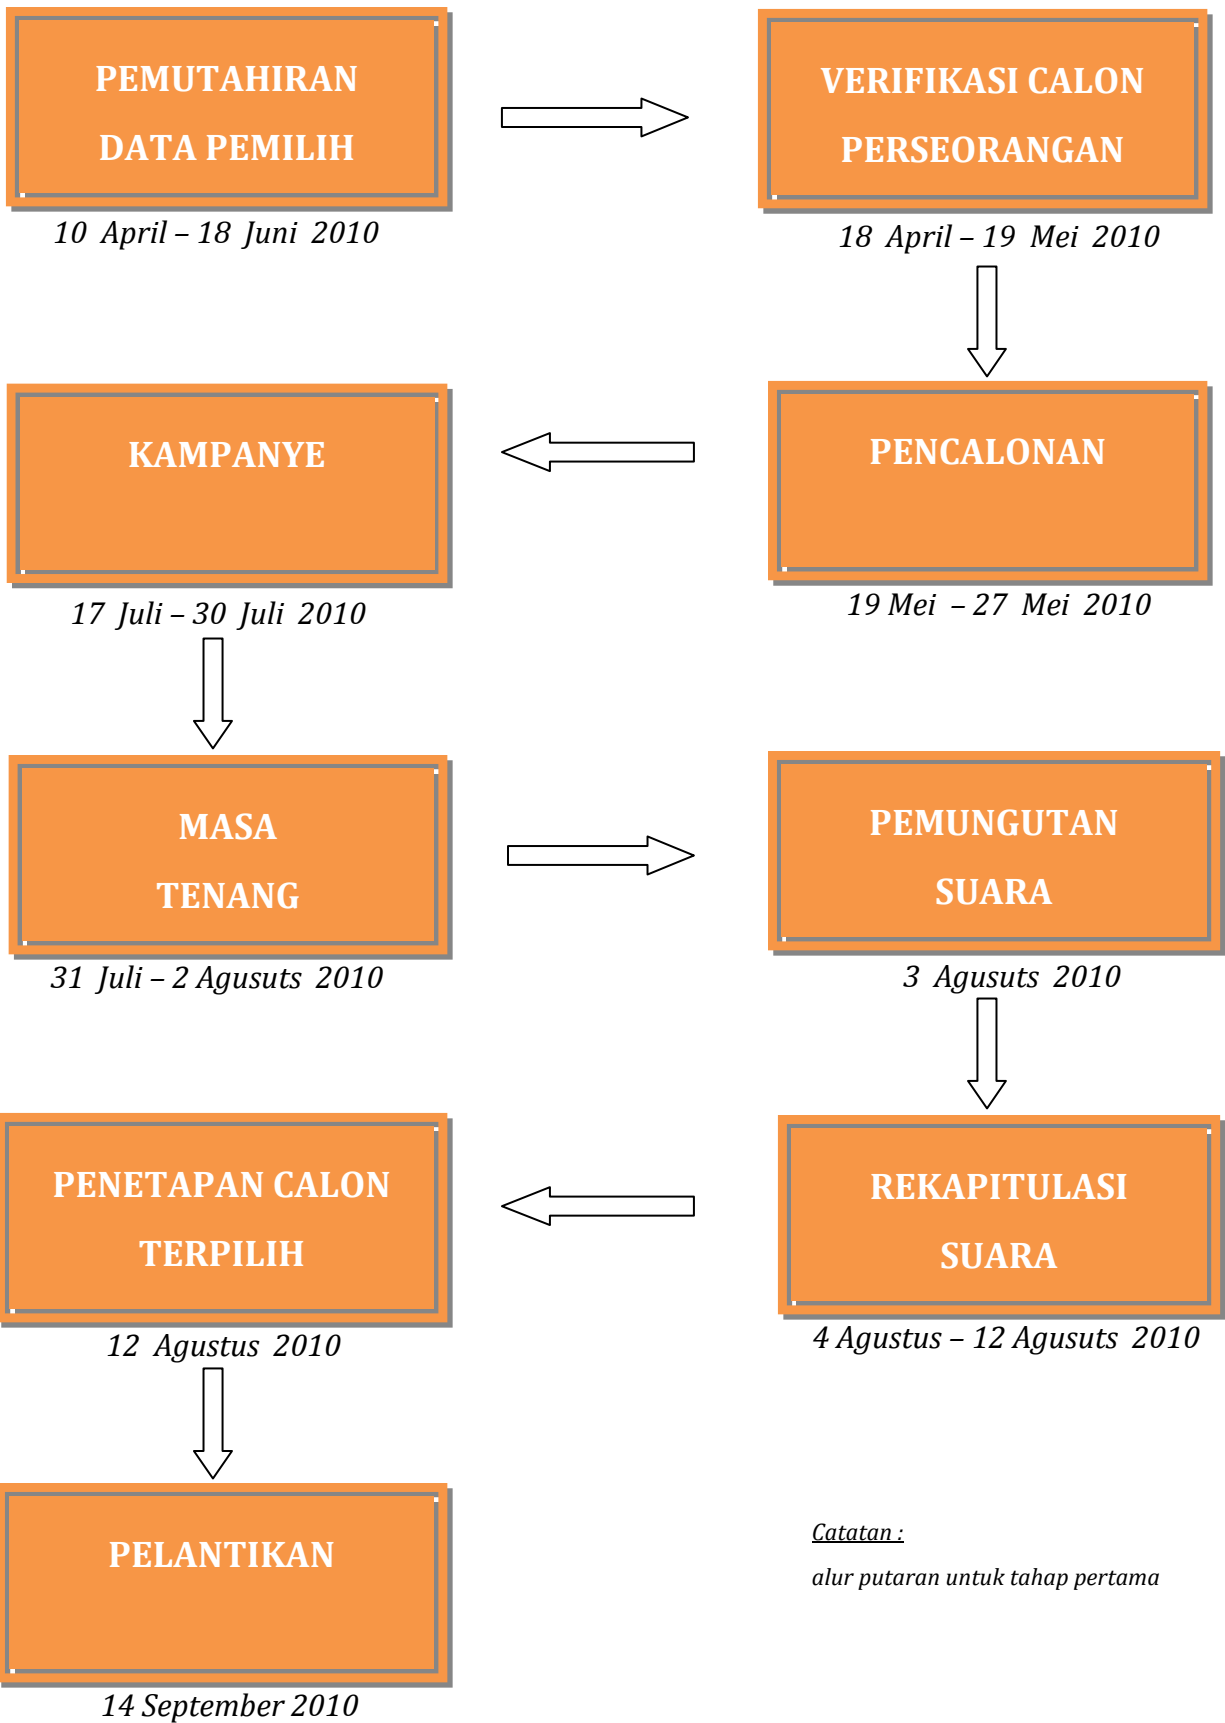 PEMUTAHIRAN
DATA PEMILIH
10 April – 18 Juni 2010
VERIFIKASI CALON
PERSEORANGAN
18 April – 19 Mei 2010
PENCALONAN
19 Mei – 27 Mei 2010
KAMPANYE
17 Juli – 30 Juli 2010
MASA
TENANG
31 Juli – 2 Agusuts 2010
PEMUNGUTAN
SUARA
3 Agusuts 2010
REKAPITULASI
SUARA
4 Agustus – 12 Agusuts 2010
PENETAPAN CALON
TERPILIH
12 Agustus 2010
PELANTIKAN
14 September 2010
Catatan :
alur putaran untuk tahap pertama